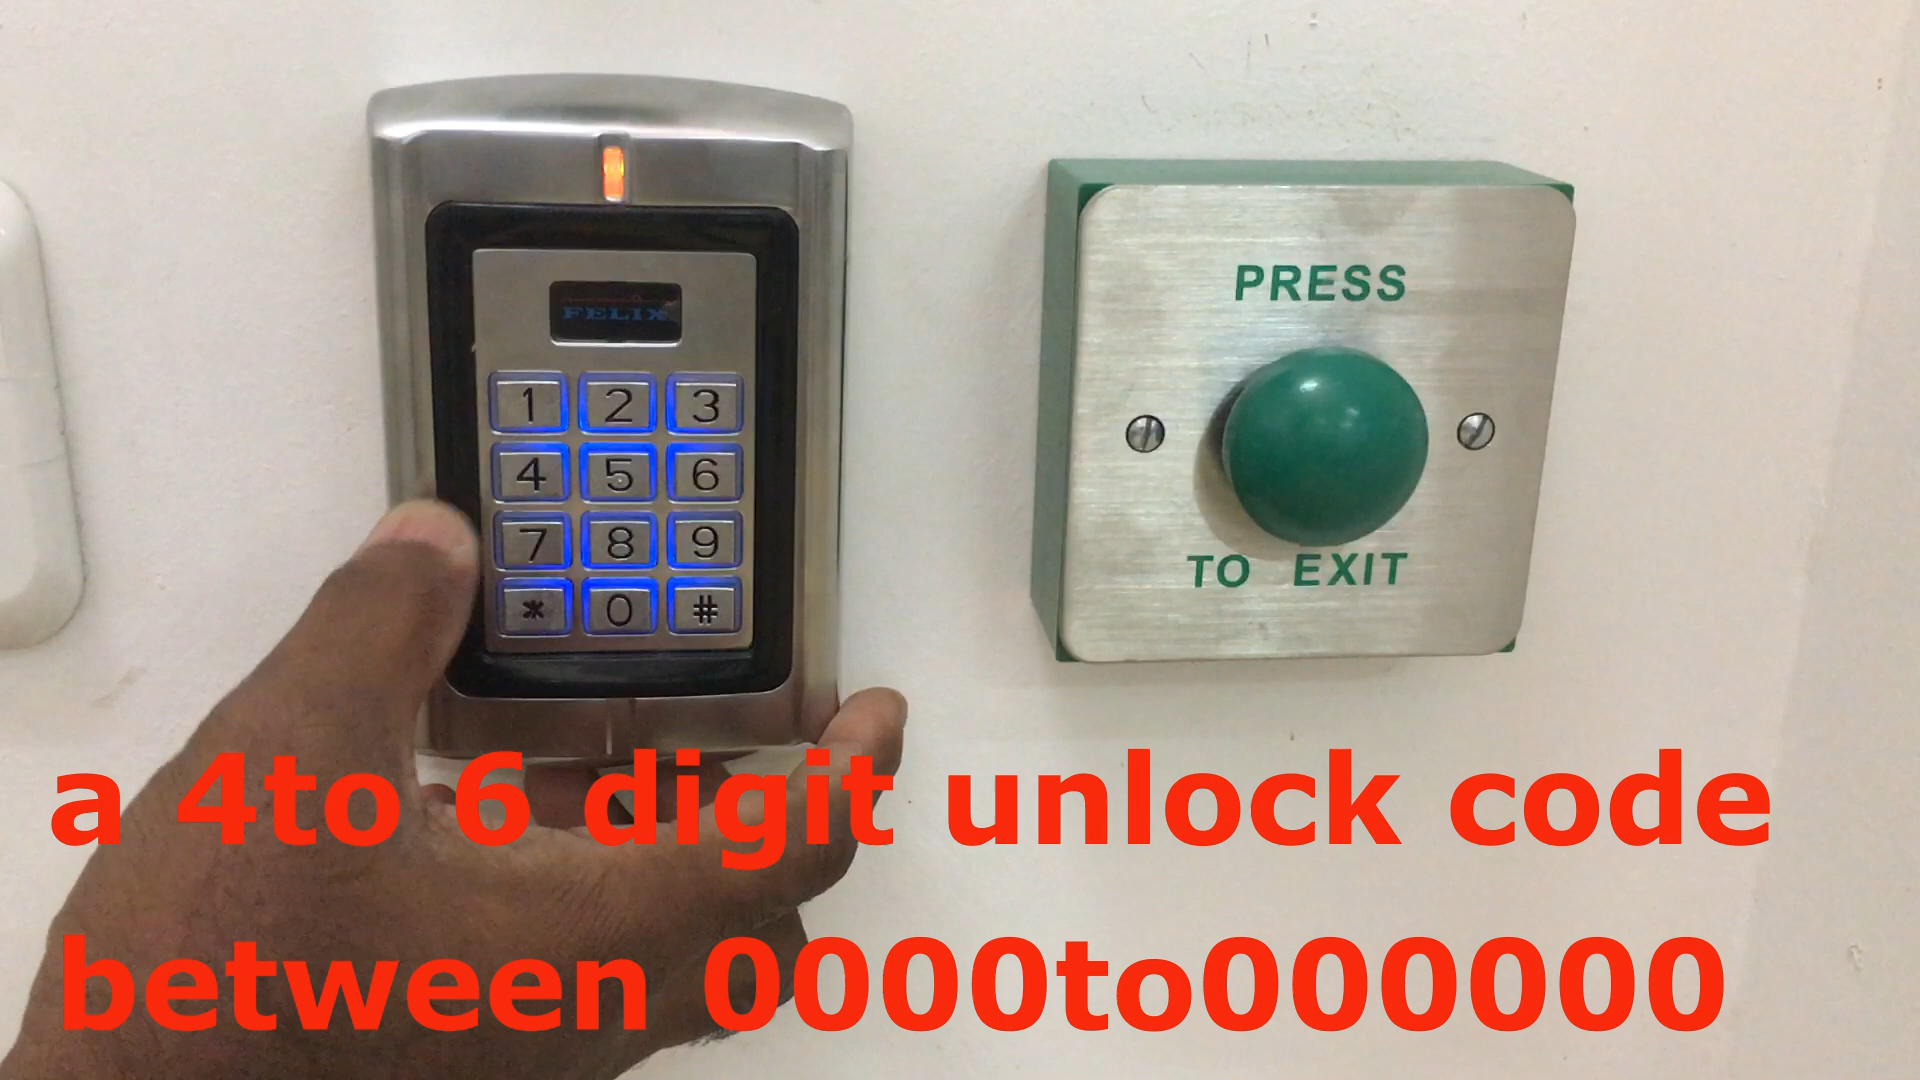 FELIX
1 2 3
4 5 6
7 8 9
* 0 #
PRESS
TO EXIT
a 4to 6 digit unlock code
between 0000to000000